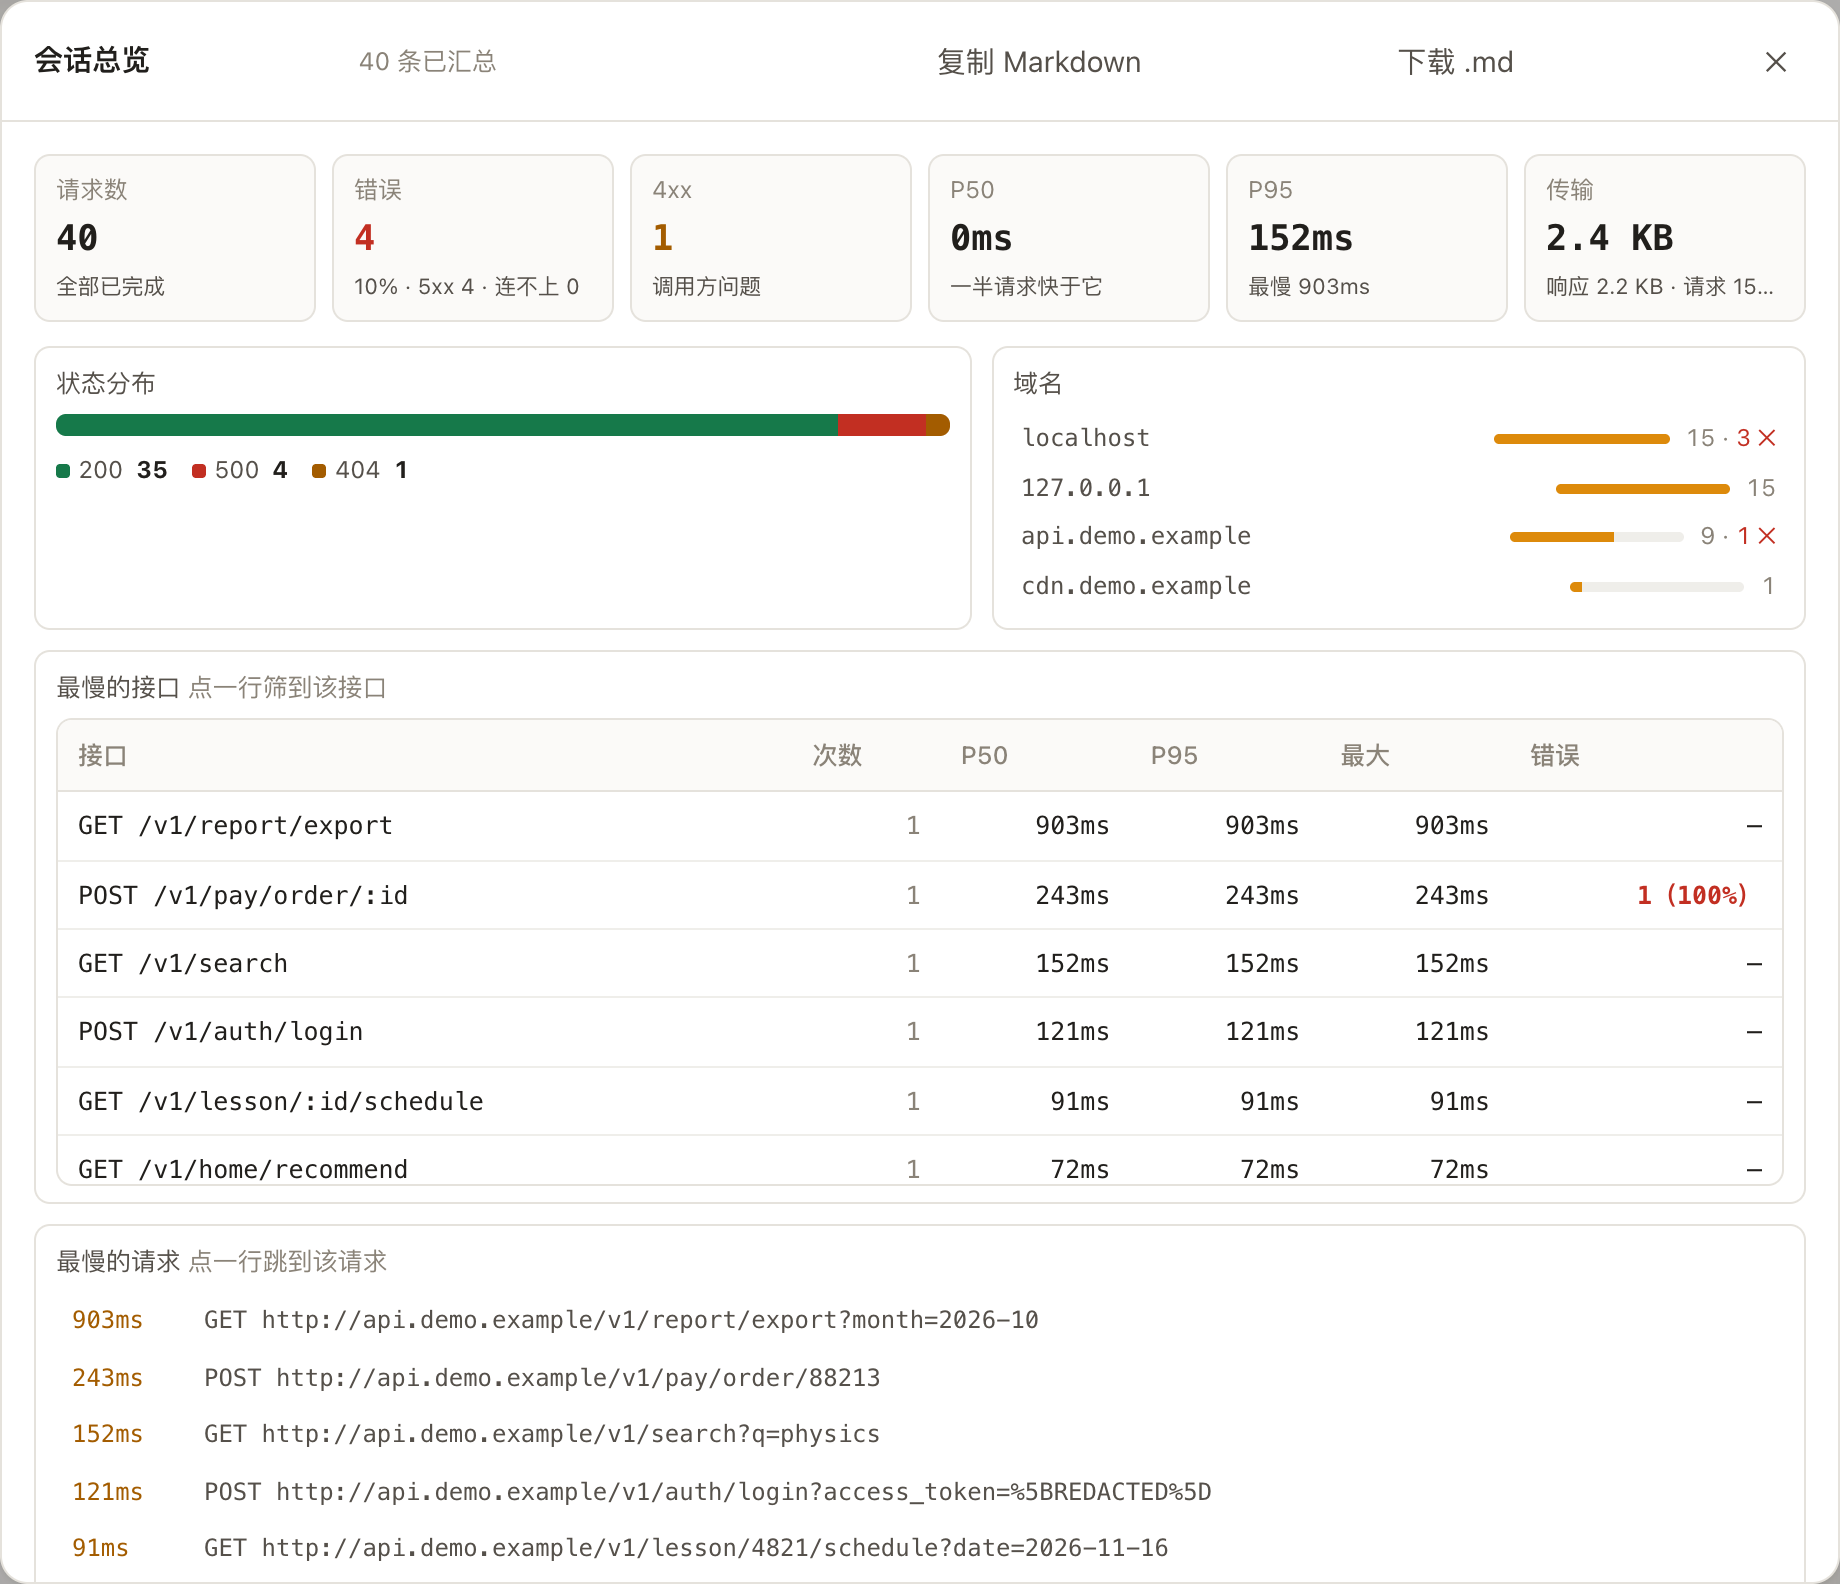 会话总览 40 条已汇总 复制 Markdown 下载 .md
请求数 错误 4xx P50 P95 传输
40 4 1 0ms 152ms 2.4 KB
全部已完成 10% · 5xx 4 · 连不上 0 调用方问题 一半请求快于它 最慢 903ms 响应 2.2 KB · 请求 15...
状态分布
200 35 500 4 404 1
域名
localhost 15 · 3 ×
127.0.0.1 15
api.demo.example 9 · 1 ×
cdn.demo.example 1
最慢的接口 点一行筛到该接口
接口 次数 P50 P95 最大 错误
GET /v1/report/export 1 903ms 903ms 903ms —
POST /v1/pay/order/:id 1 243ms 243ms 243ms 1 (100%)
GET /v1/search 1 152ms 152ms 152ms —
POST /v1/auth/login 1 121ms 121ms 121ms —
GET /v1/lesson/:id/schedule 1 91ms 91ms 91ms —
GET /v1/home/recommend 1 72ms 72ms 72ms —
最慢的请求 点一行跳到该请求
903ms GET http://api.demo.example/v1/report/export?month=2026-10
243ms POST http://api.demo.example/v1/pay/order/88213
152ms GET http://api.demo.example/v1/search?q=physics
121ms POST http://api.demo.example/v1/auth/login?access_token=%5BREDACTED%5D
91ms GET http://api.demo.example/v1/lesson/4821/schedule?date=2026-11-16